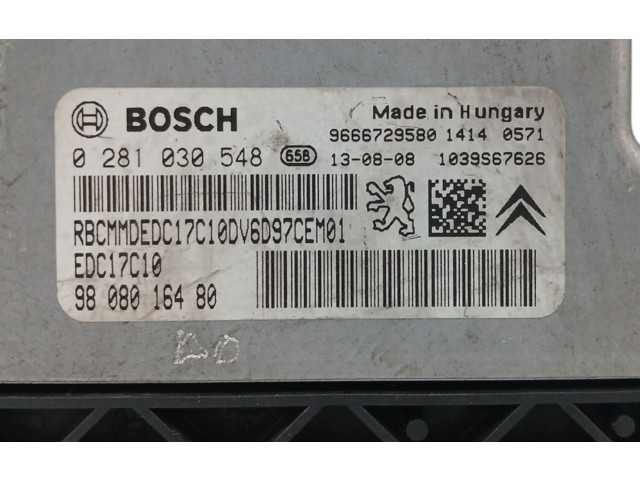 BOSCH
Made in Hungary
9666729580 1414 0571
0 281 030 548 658 13-08-08 1039S67626
RBCMMDEDC17C10DV6D97CEM01
EDC17C10
98 080 164 80